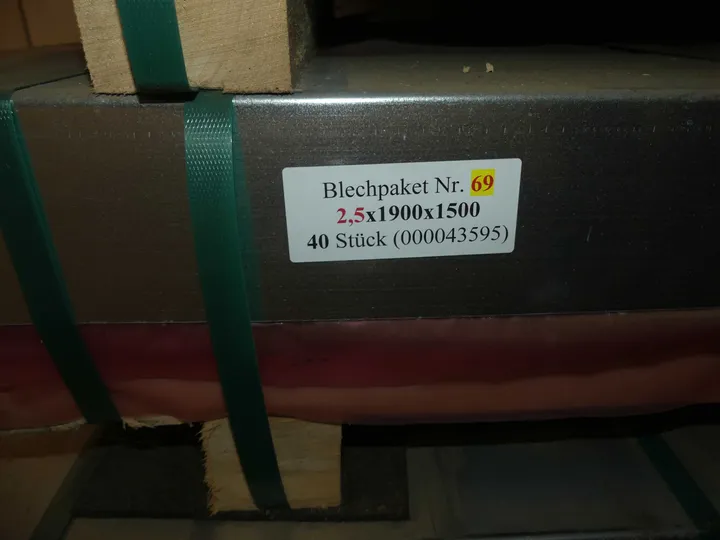 Blechpaket Nr. 69
2,5x1900x1500
40 Stück (000043595)